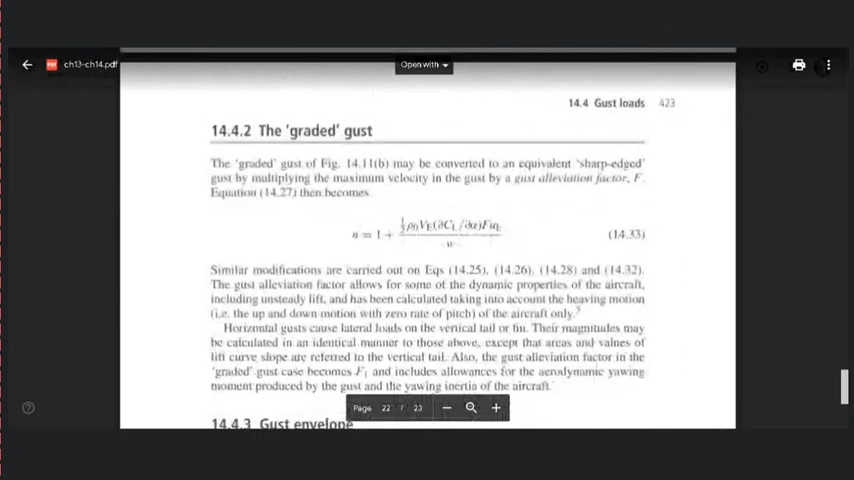 ch13-ch14.pdf
Open with
14.4 Gust loads 423
14.4.2 The 'graded' gust
The 'graded' gust of Fig. 14.11(b) may be converted to an equivalent 'sharp-edged'
gust by multiplying the maximum velocity in the gust by a gust alleviation factor, F.
Equation (14.27) then becomes
n = 1 + ½ρ₀V_E(∂C_L/∂α)Fu_E / w (14.33)
Similar modifications are carried out on Eqs (14.25), (14.26), (14.28) and (14.32).
The gust alleviation factor allows for some of the dynamic properties of the aircraft,
including unsteady lift, and has been calculated taking into account the heaving motion
(i.e. the up and down motion with zero rate of pitch) of the aircraft only.
Horizontal gusts cause lateral loads on the vertical tail or fin. Their magnitudes may
be calculated in an identical manner to those above, except that areas and values of
lift curve slope are referred to the vertical tail. Also, the gust alleviation factor in the
'graded' gust case becomes F₁ and includes allowances for the aerodynamic yawing
moment produced by the gust and the yawing inertia of the aircraft.
Page 22 / 23
14.4.3 Gust envelope